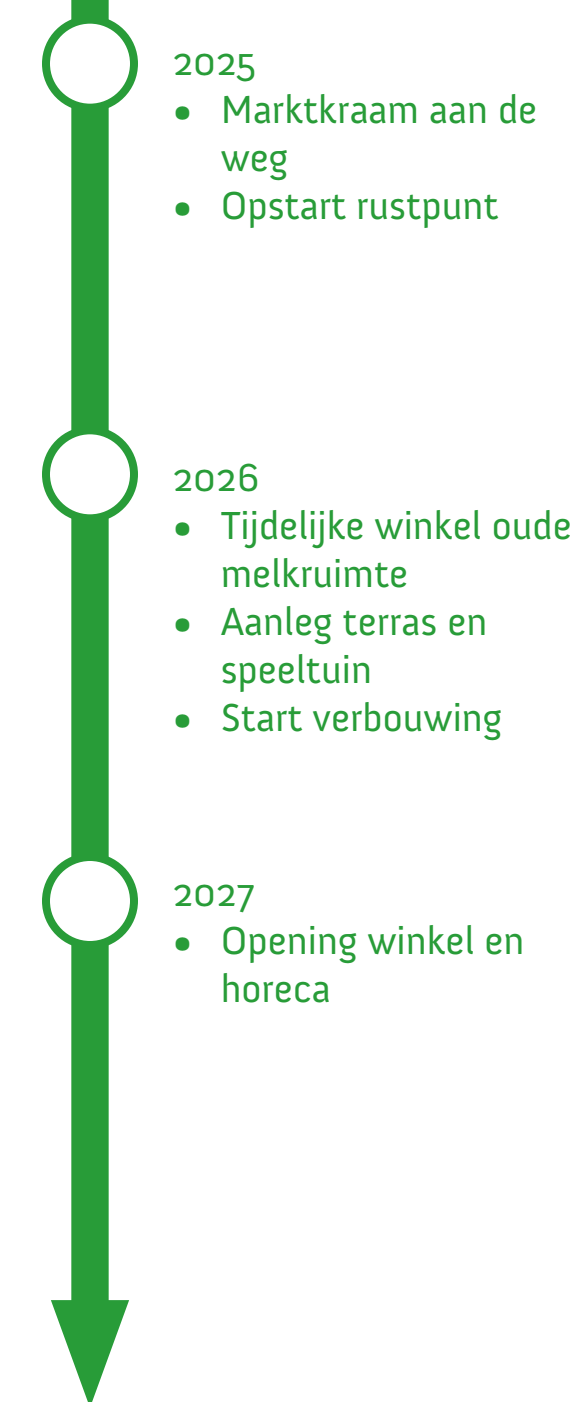 2025
• Marktkraam aan de
weg
• Opstart rustpunt
2026
• Tijdelijke winkel oude
melkruimte
• Aanleg terras en
speeltuin
• Start verbouwing
2027
• Opening winkel en
horeca